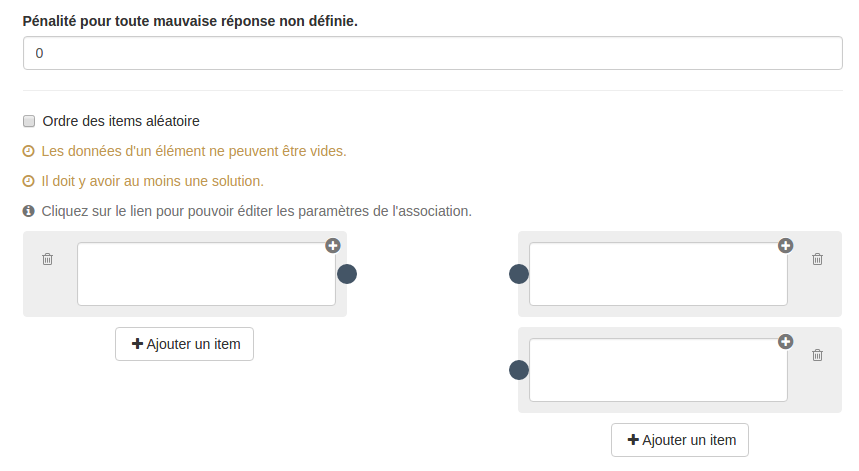 Pénalité pour toute mauvaise réponse non définie.
0
Ordre des items aléatoire
Les données d'un élément ne peuvent être vides.
Il doit y avoir au moins une solution.
Cliquez sur le lien pour pouvoir éditer les paramètres de l'association.
Ajouter un item
Ajouter un item